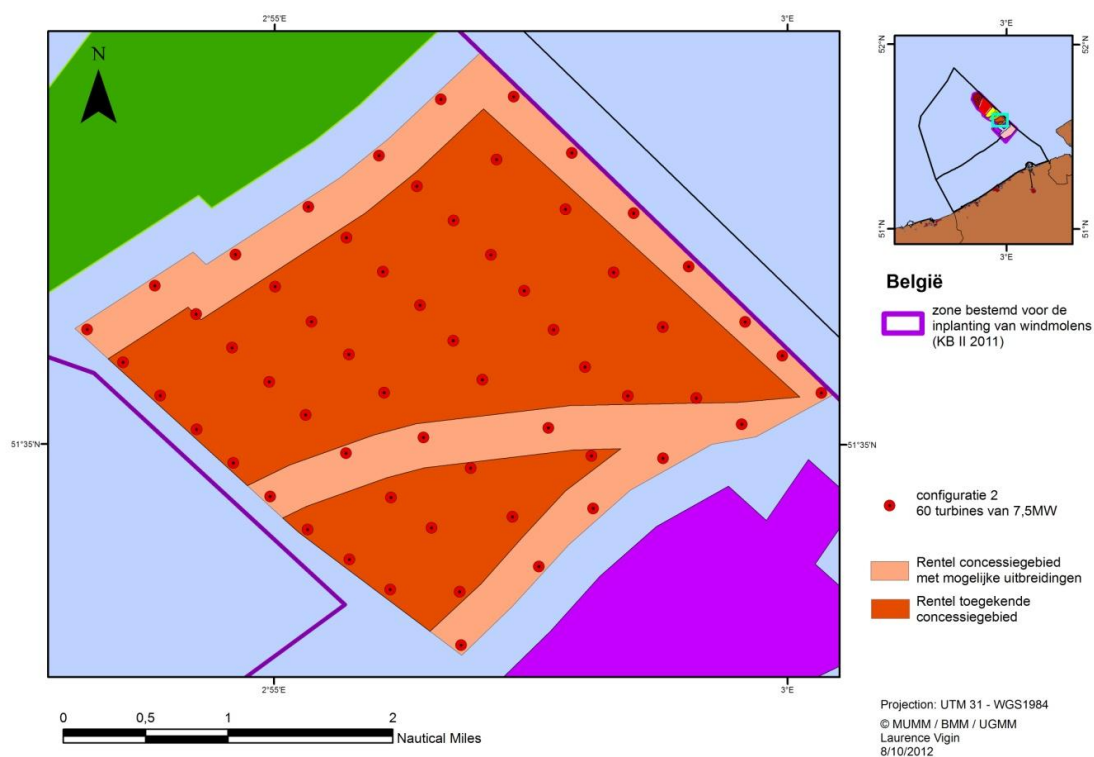 2°55'E
3°E
N
51°35'N
51°35'N
2°55'E
3°E
0
0,5
1
2
Nautical Miles
3°E
52°N
52°N
51°N
51°N
3°E
België
zone bestemd voor de
inplanting van windmolens
(KB II 2011)
configuratie 2
60 turbines van 7,5MW
Rentel concessiegebied
met mogelijke uitbreidingen
Rentel toegekende
concessiegebied
Projection: UTM 31 - WGS1984
© MUMM / BMM / UGMM
Laurence Vigin
8/10/2012